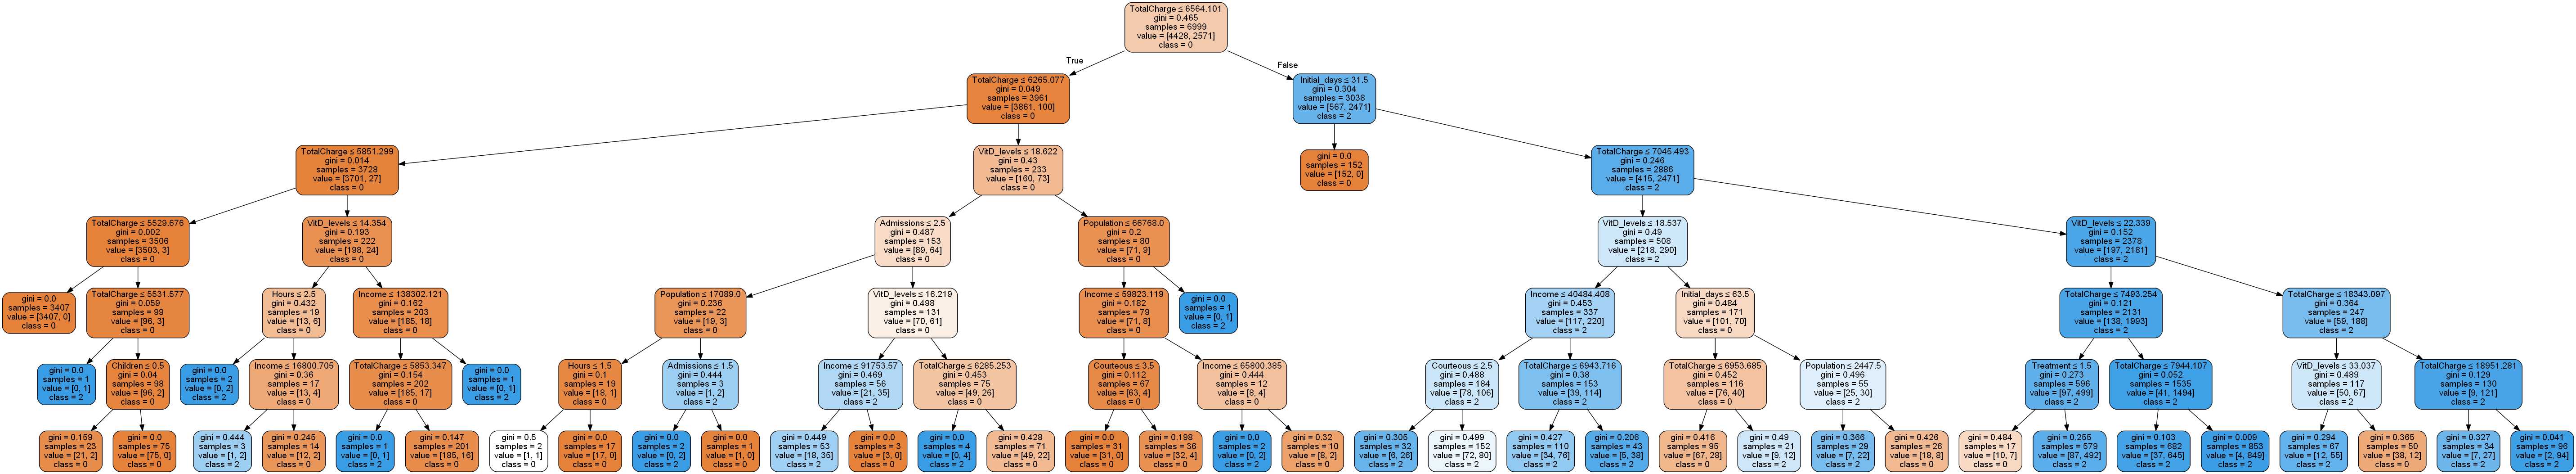 TotalCharge ≤ 6564.101
gini = 0.465
samples = 6999
value = [4428, 2571]
class = 0
True
False
TotalCharge ≤ 6265.077
gini = 0.049
samples = 3961
value = [3861, 100]
class = 0
Initial_days ≤ 31.5
gini = 0.304
samples = 3038
value = [567, 2471]
class = 2
TotalCharge ≤ 5851.299
gini = 0.014
samples = 3728
value = [3701, 27]
class = 0
VitD_levels ≤ 18.622
gini = 0.43
samples = 233
value = [160, 73]
class = 0
gini = 0.0
samples = 152
value = [152, 0]
class = 0
TotalCharge ≤ 7045.493
gini = 0.246
samples = 2886
value = [415, 2471]
class = 2
TotalCharge ≤ 5529.676
gini = 0.002
samples = 3506
value = [3503, 3]
class = 0
VitD_levels ≤ 14.354
gini = 0.193
samples = 222
value = [198, 24]
class = 0
Admissions ≤ 2.5
gini = 0.487
samples = 153
value = [89, 64]
class = 0
Population ≤ 66768.0
gini = 0.2
samples = 80
value = [71, 9]
class = 0
VitD_levels ≤ 18.537
gini = 0.49
samples = 508
value = [218, 290]
class = 2
VitD_levels ≤ 22.339
gini = 0.152
samples = 2378
value = [197, 2181]
class = 2
gini = 0.0
samples = 3407
value = [3407, 0]
class = 0
TotalCharge ≤ 5531.577
gini = 0.059
samples = 99
value = [96, 3]
class = 0
Hours ≤ 2.5
gini = 0.432
samples = 19
value = [13, 6]
class = 0
Income ≤ 138302.121
gini = 0.162
samples = 203
value = [185, 18]
class = 0
Population ≤ 17089.0
gini = 0.236
samples = 22
value = [19, 3]
class = 0
VitD_levels ≤ 16.219
gini = 0.498
samples = 131
value = [70, 61]
class = 0
Income ≤ 59823.119
gini = 0.182
samples = 79
value = [71, 8]
class = 0
gini = 0.0
samples = 1
value = [0, 1]
class = 2
Income ≤ 40484.408
gini = 0.453
samples = 337
value = [117, 220]
class = 2
Initial_days ≤ 63.5
gini = 0.484
samples = 171
value = [101, 70]
class = 0
TotalCharge ≤ 7493.254
gini = 0.121
samples = 2131
value = [138, 1993]
class = 2
TotalCharge ≤ 18343.097
gini = 0.364
samples = 247
value = [59, 188]
class = 2
gini = 0.0
samples = 1
value = [0, 1]
class = 2
Children ≤ 0.5
gini = 0.04
samples = 98
value = [96, 2]
class = 0
gini = 0.0
samples = 2
value = [0, 2]
class = 2
Income ≤ 16800.705
gini = 0.36
samples = 17
value = [13, 4]
class = 0
TotalCharge ≤ 5853.347
gini = 0.154
samples = 202
value = [185, 17]
class = 0
gini = 0.0
samples = 1
value = [0, 1]
class = 2
Hours ≤ 1.5
gini = 0.1
samples = 19
value = [18, 1]
class = 0
Admissions ≤ 1.5
gini = 0.444
samples = 3
value = [1, 2]
class = 2
Income ≤ 91753.57
gini = 0.469
samples = 56
value = [21, 35]
class = 2
TotalCharge ≤ 6285.253
gini = 0.453
samples = 75
value = [49, 26]
class = 0
Courteous ≤ 3.5
gini = 0.112
samples = 67
value = [63, 4]
class = 0
Income ≤ 65800.385
gini = 0.444
samples = 12
value = [8, 4]
class = 0
Courteous ≤ 2.5
gini = 0.488
samples = 184
value = [78, 106]
class = 2
TotalCharge ≤ 6943.716
gini = 0.38
samples = 153
value = [39, 114]
class = 2
TotalCharge ≤ 6953.685
gini = 0.452
samples = 116
value = [76, 40]
class = 0
Population ≤ 2447.5
gini = 0.496
samples = 55
value = [25, 30]
class = 2
Treatment ≤ 1.5
gini = 0.273
samples = 596
value = [97, 499]
class = 2
TotalCharge ≤ 7944.107
gini = 0.052
samples = 1535
value = [41, 1494]
class = 2
VitD_levels ≤ 33.037
gini = 0.489
samples = 117
value = [50, 67]
class = 2
TotalCharge ≤ 18951.281
gini = 0.129
samples = 130
value = [9, 121]
class = 2
gini = 0.159
samples = 23
value = [21, 2]
class = 0
gini = 0.0
samples = 75
value = [75, 0]
class = 0
gini = 0.444
samples = 3
value = [1, 2]
class = 2
gini = 0.245
samples = 14
value = [12, 2]
class = 0
gini = 0.0
samples = 1
value = [0, 1]
class = 2
gini = 0.147
samples = 201
value = [185, 16]
class = 0
gini = 0.5
samples = 2
value = [1, 1]
class = 0
gini = 0.0
samples = 17
value = [17, 0]
class = 0
gini = 0.0
samples = 2
value = [0, 2]
class = 2
gini = 0.0
samples = 1
value = [1, 0]
class = 0
gini = 0.449
samples = 53
value = [18, 35]
class = 2
gini = 0.0
samples = 3
value = [3, 0]
class = 0
gini = 0.0
samples = 4
value = [0, 4]
class = 2
gini = 0.428
samples = 71
value = [49, 22]
class = 0
gini = 0.0
samples = 31
value = [31, 0]
class = 0
gini = 0.198
samples = 36
value = [32, 4]
class = 0
gini = 0.0
samples = 2
value = [0, 2]
class = 2
gini = 0.32
samples = 10
value = [8, 2]
class = 0
gini = 0.305
samples = 32
value = [6, 26]
class = 2
gini = 0.499
samples = 152
value = [72, 80]
class = 2
gini = 0.427
samples = 110
value = [34, 76]
class = 2
gini = 0.206
samples = 43
value = [5, 38]
class = 2
gini = 0.416
samples = 95
value = [67, 28]
class = 0
gini = 0.49
samples = 21
value = [9, 12]
class = 2
gini = 0.366
samples = 29
value = [7, 22]
class = 2
gini = 0.426
samples = 26
value = [18, 8]
class = 0
gini = 0.484
samples = 17
value = [10, 7]
class = 0
gini = 0.255
samples = 579
value = [87, 492]
class = 2
gini = 0.103
samples = 682
value = [37, 645]
class = 2
gini = 0.009
samples = 853
value = [4, 849]
class = 2
gini = 0.294
samples = 67
value = [12, 55]
class = 2
gini = 0.365
samples = 50
value = [38, 12]
class = 0
gini = 0.327
samples = 34
value = [7, 27]
class = 2
gini = 0.041
samples = 96
value = [2, 94]
class = 2